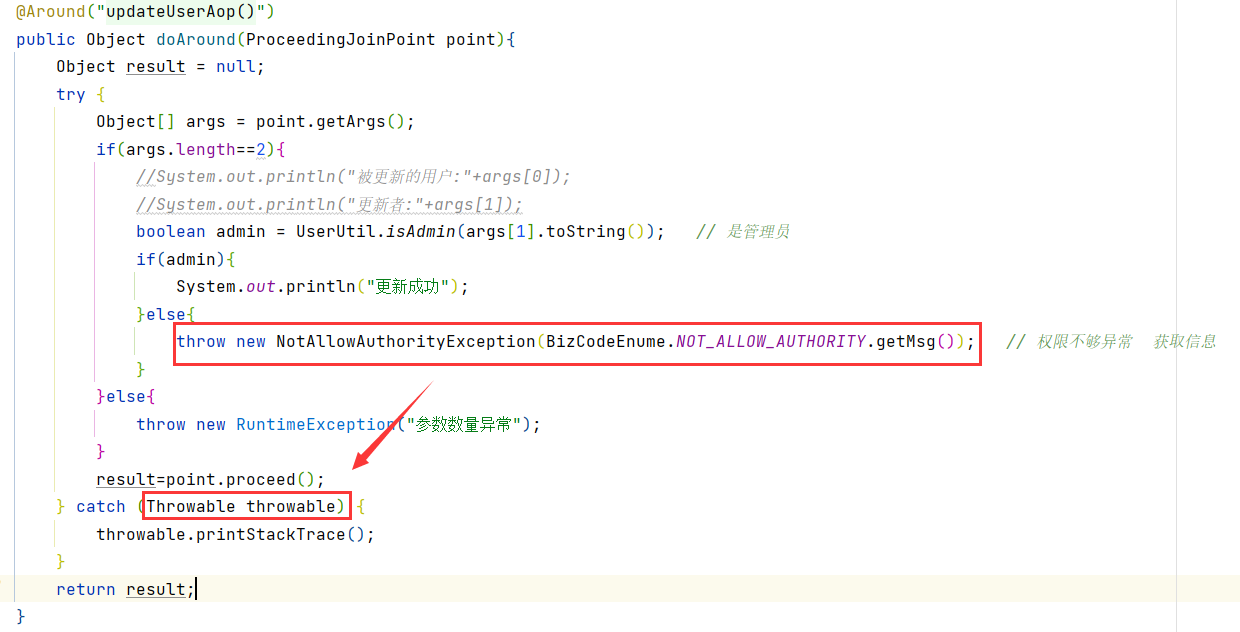 @Around("updateUserAop()")
public Object doAround(ProceedingJoinPoint point){
    Object result = null;
    try {
        Object[] args = point.getArgs();
        if(args.length==2){
            //System.out.println("被更新的用户:"+args[0]);
            //System.out.println("更新者:"+args[1]);
            boolean admin = UserUtil.isAdmin(args[1].toString());   // 是管理员
            if(admin){
                System.out.println("更新成功");
            }else{
                throw new NotAllowAuthorityException(BizCodeEnume.NOT_ALLOW_AUTHORITY.getMsg());   // 权限不够异常  获取信息
            }
        }else{
            throw new RuntimeException("参数数量异常");
        }
        result=point.proceed();
    } catch (Throwable throwable) {
        throwable.printStackTrace();
    }
    return result;
}